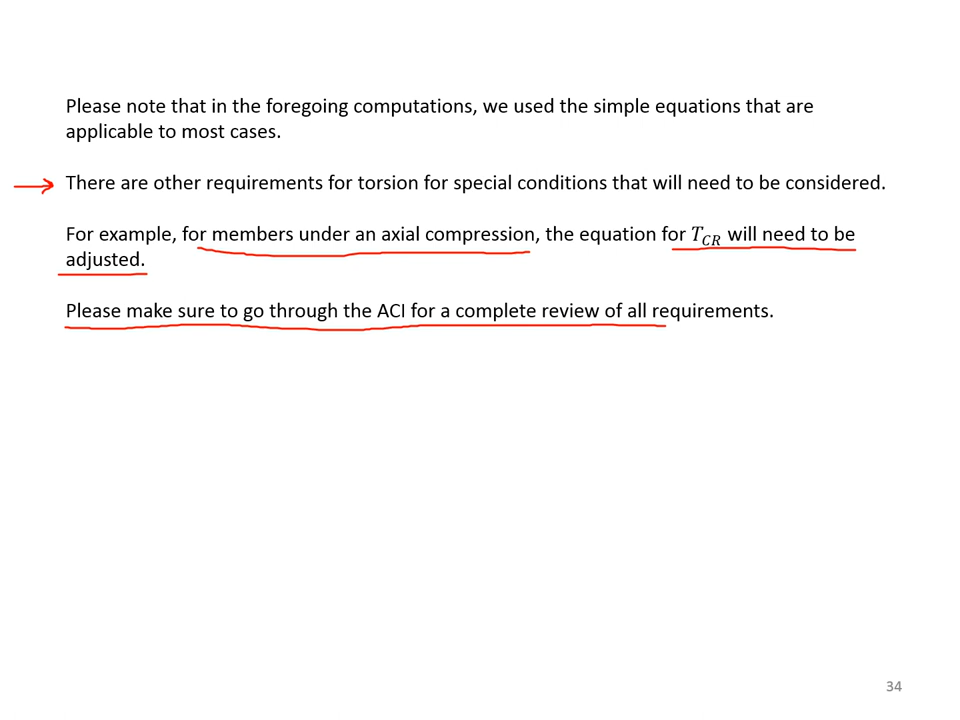 Please note that in the foregoing computations, we used the simple equations that are
applicable to most cases.
There are other requirements for torsion for special conditions that will need to be considered.
For example, for members under an axial compression, the equation for T_CR will need to be
adjusted.
Please make sure to go through the ACI for a complete review of all requirements.
34